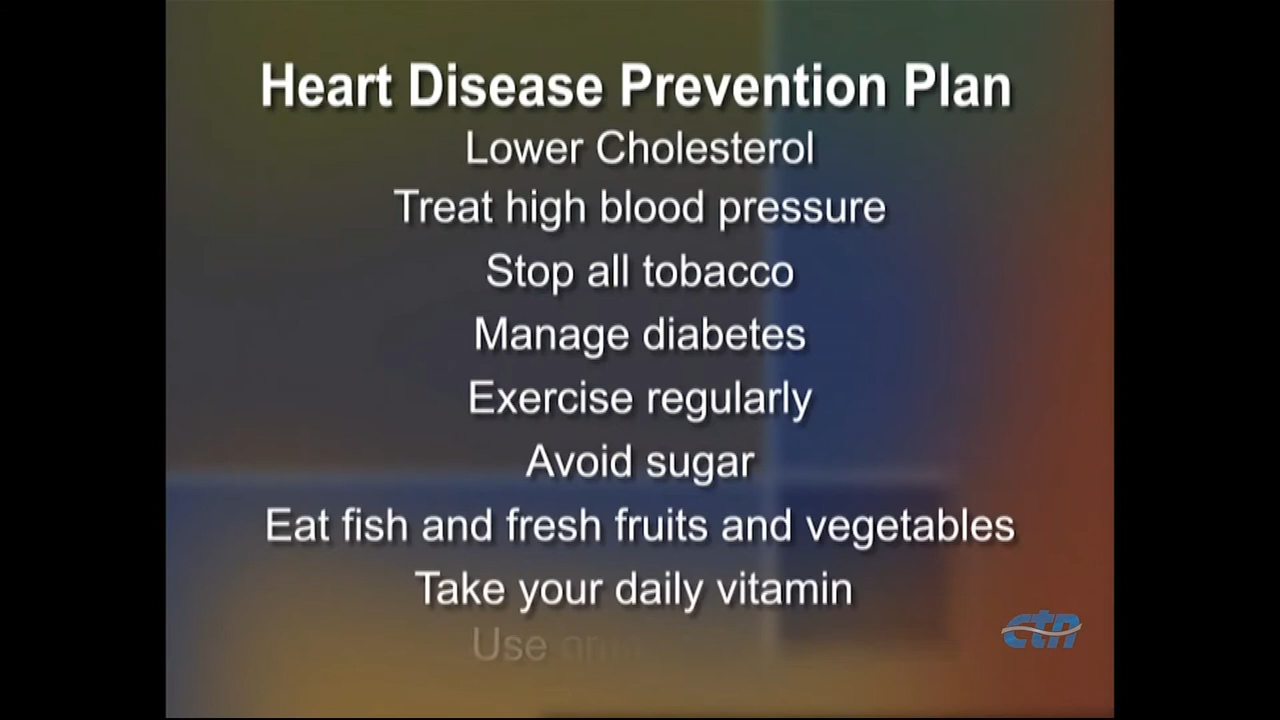 Heart Disease Prevention Plan
Lower Cholesterol
Treat high blood pressure
Stop all tobacco
Manage diabetes
Exercise regularly
Avoid sugar
Eat fish and fresh fruits and vegetables
Take your daily vitamin
Use
ctn